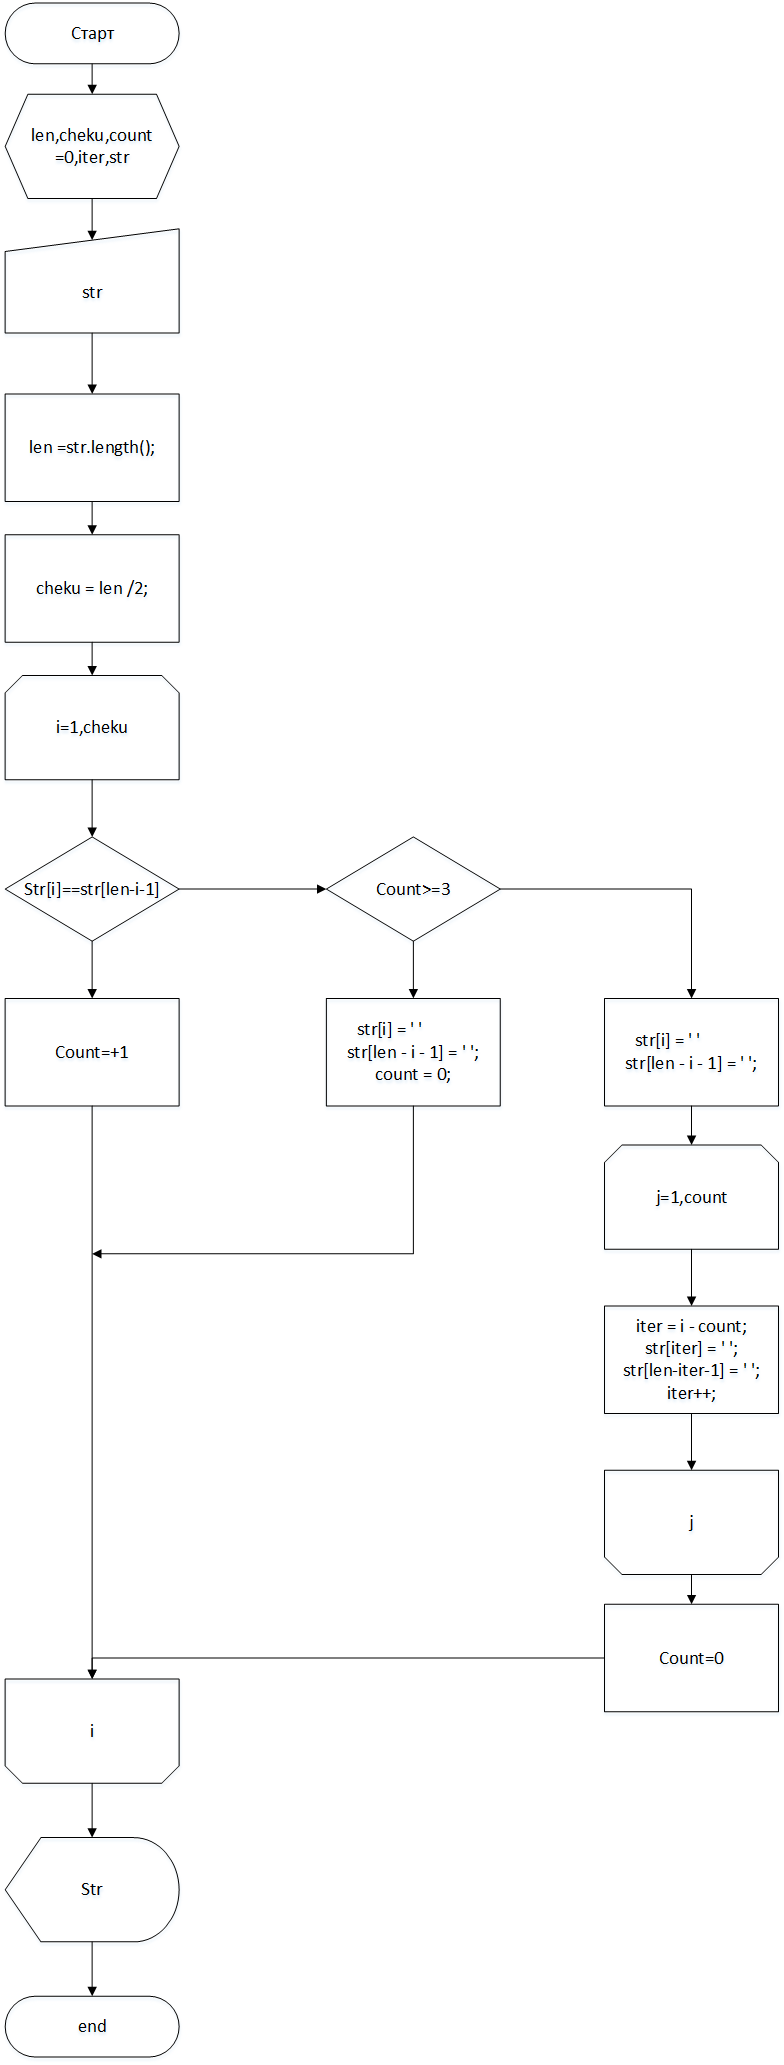 Старт
len,cheku,count
=0,iter,str
str
len =str.length();
cheku = len /2;
i=1,cheku
Str[i]==str[len-i-1]
Count>=3
Count=+1
str[i] = ' '
str[len - i - 1] = ' ';
count = 0;
str[i] = ' '
str[len - i - 1] = ' ';
j=1,count
iter = i - count;
str[iter] = ' ';
str[len-iter-1] = ' ';
iter++;
j
Count=0
i
Str
end